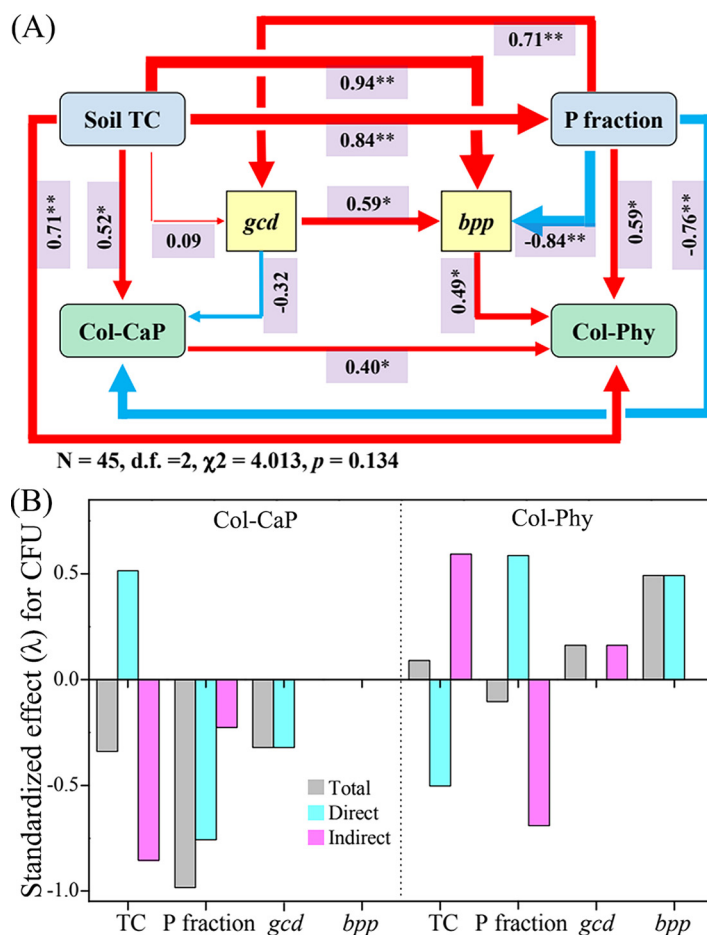 (A)
0.71**
0.94**
Soil TC
P fraction
0.84**
0.71**
0.52*
0.09
gcd
0.59*
bpp
-0.84**
0.59*
-0.76**
-0.32
0.49*
Col-CaP
Col-Phy
0.40*
N = 45, d.f. =2, χ2 = 4.013, p = 0.134
(B)
Col-CaP
Col-Phy
Standardized effect (λ) for CFU
0.5
0.0
-0.5
-1.0
Total
Direct
Indirect
TC P fraction gcd bpp TC P fraction gcd bpp